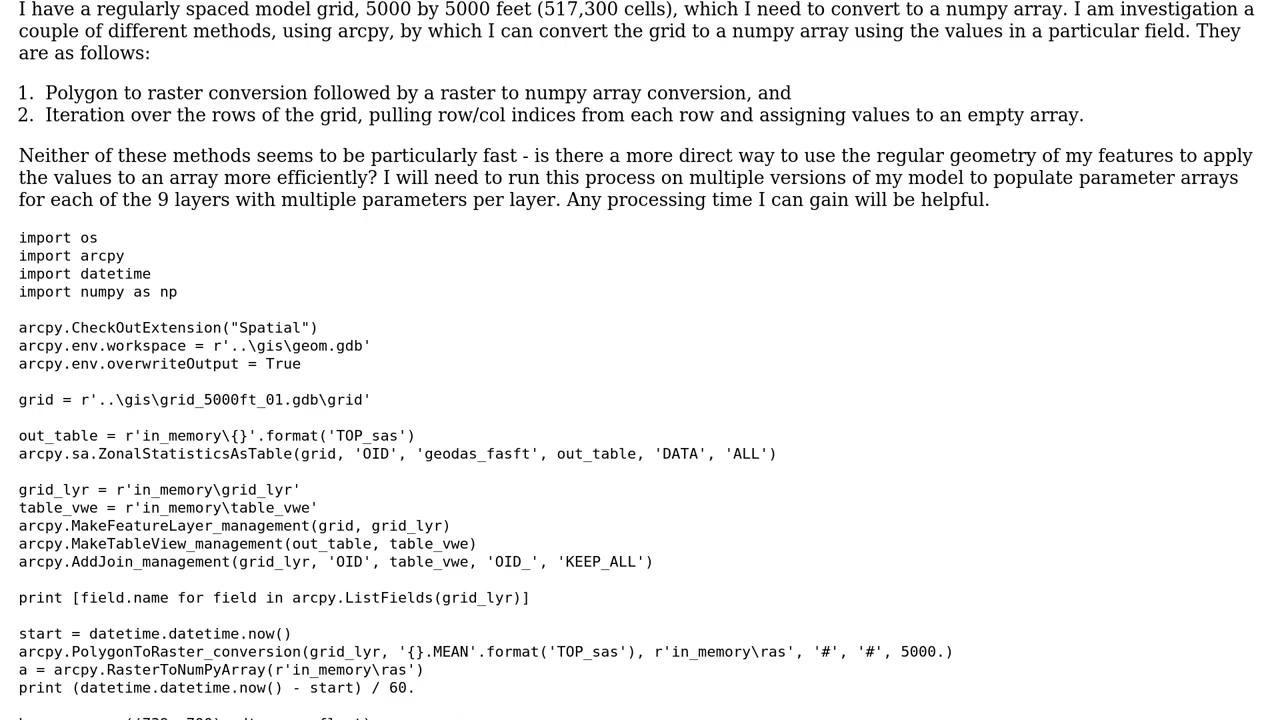 I have a regularly spaced model grid, 5000 by 5000 feet (517,300 cells), which I need to convert to a numpy array. I am investigation a
couple of different methods, using arcpy, by which I can convert the grid to a numpy array using the values in a particular field. They
are as follows:
1. Polygon to raster conversion followed by a raster to numpy array conversion, and
2. Iteration over the rows of the grid, pulling row/col indices from each row and assigning values to an empty array.
Neither of these methods seems to be particularly fast - is there a more direct way to use the regular geometry of my features to apply
the values to an array more efficiently? I will need to run this process on multiple versions of my model to populate parameter arrays
for each of the 9 layers with multiple parameters per layer. Any processing time I can gain will be helpful.
import os
import arcpy
import datetime
import numpy as np
arcpy.CheckOutExtension("Spatial")
arcpy.env.workspace = r'..\gis\geom.gdb'
arcpy.env.overwriteOutput = True
grid = r'..\gis\grid_5000ft_01.gdb\grid'
out_table = r'in_memory\{}'.format('TOP_sas')
arcpy.sa.ZonalStatisticsAsTable(grid, 'OID', 'geodas_fasft', out_table, 'DATA', 'ALL')
grid_lyr = r'in_memory\grid_lyr'
table_vwe = r'in_memory\table_vwe'
arcpy.MakeFeatureLayer_management(grid, grid_lyr)
arcpy.MakeTableView_management(out_table, table_vwe)
arcpy.AddJoin_management(grid_lyr, 'OID', table_vwe, 'OID_', 'KEEP_ALL')
print [field.name for field in arcpy.ListFields(grid_lyr)]
start = datetime.datetime.now()
arcpy.PolygonToRaster_conversion(grid_lyr, '{}.MEAN'.format('TOP_sas'), r'in_memory\ras', '#', '#', 5000.)
a = arcpy.RasterToNumPyArray(r'in_memory\ras')
print (datetime.datetime.now() - start) / 60.